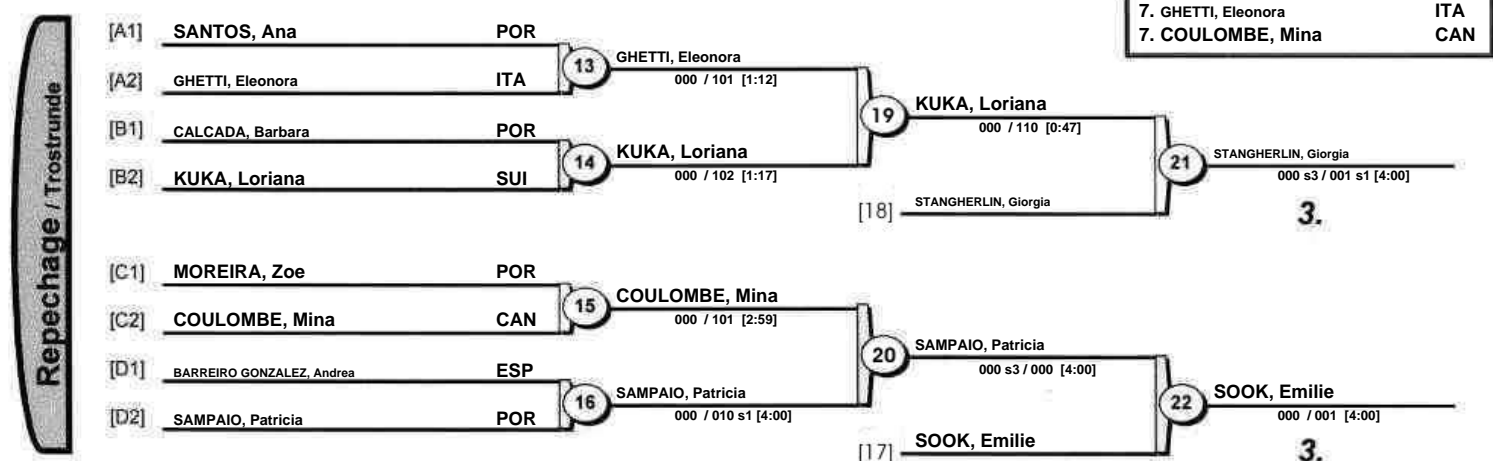 7. GHETTI, Eleonora ITA
7. COULOMBE, Mina CAN
Repechage / Trostrunde
[A1] SANTOS, Ana POR
13
GHETTI, Eleonora
000 / 101 [1:12]
[A2] GHETTI, Eleonora ITA
19
KUKA, Loriana
000 / 110 [0:47]
[B1] CALCADA, Barbara POR
14
KUKA, Loriana
000 / 102 [1:17]
[B2] KUKA, Loriana SUI
21
STANGHERLIN, Giorgia
000 s3 / 001 s1 [4:00]
[18] STANGHERLIN, Giorgia
3.
[C1] MOREIRA, Zoe POR
15
COULOMBE, Mina
000 / 101 [2:59]
[C2] COULOMBE, Mina CAN
20
SAMPAIO, Patricia
000 s3 / 000 [4:00]
[D1] BARREIRO GONZALEZ, Andrea ESP
16
SAMPAIO, Patricia
000 / 010 s1 [4:00]
[D2] SAMPAIO, Patricia POR
22
SOOK, Emilie
000 / 001 [4:00]
[17] SOOK, Emilie
3.